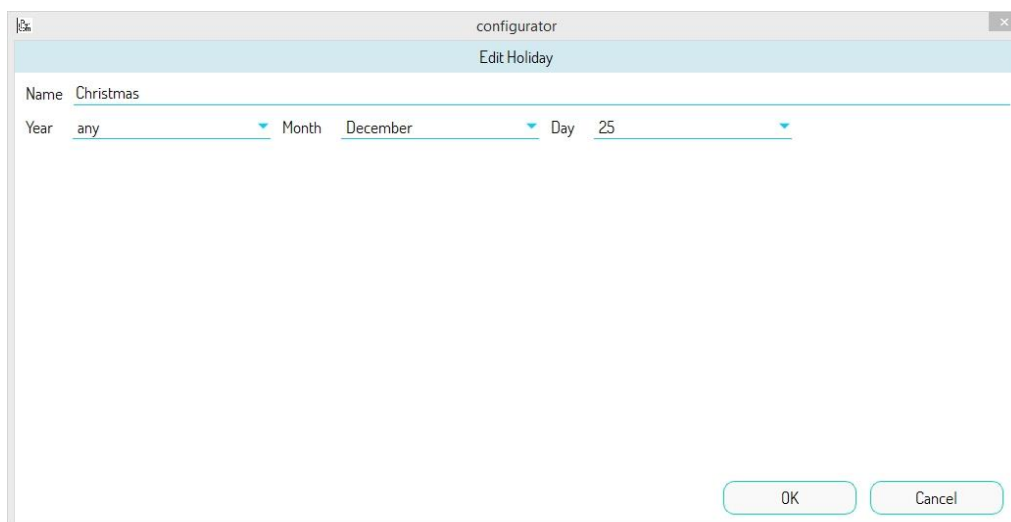 configurator
Edit Holiday
Name Christmas
Year any Month December Day 25
OK Cancel